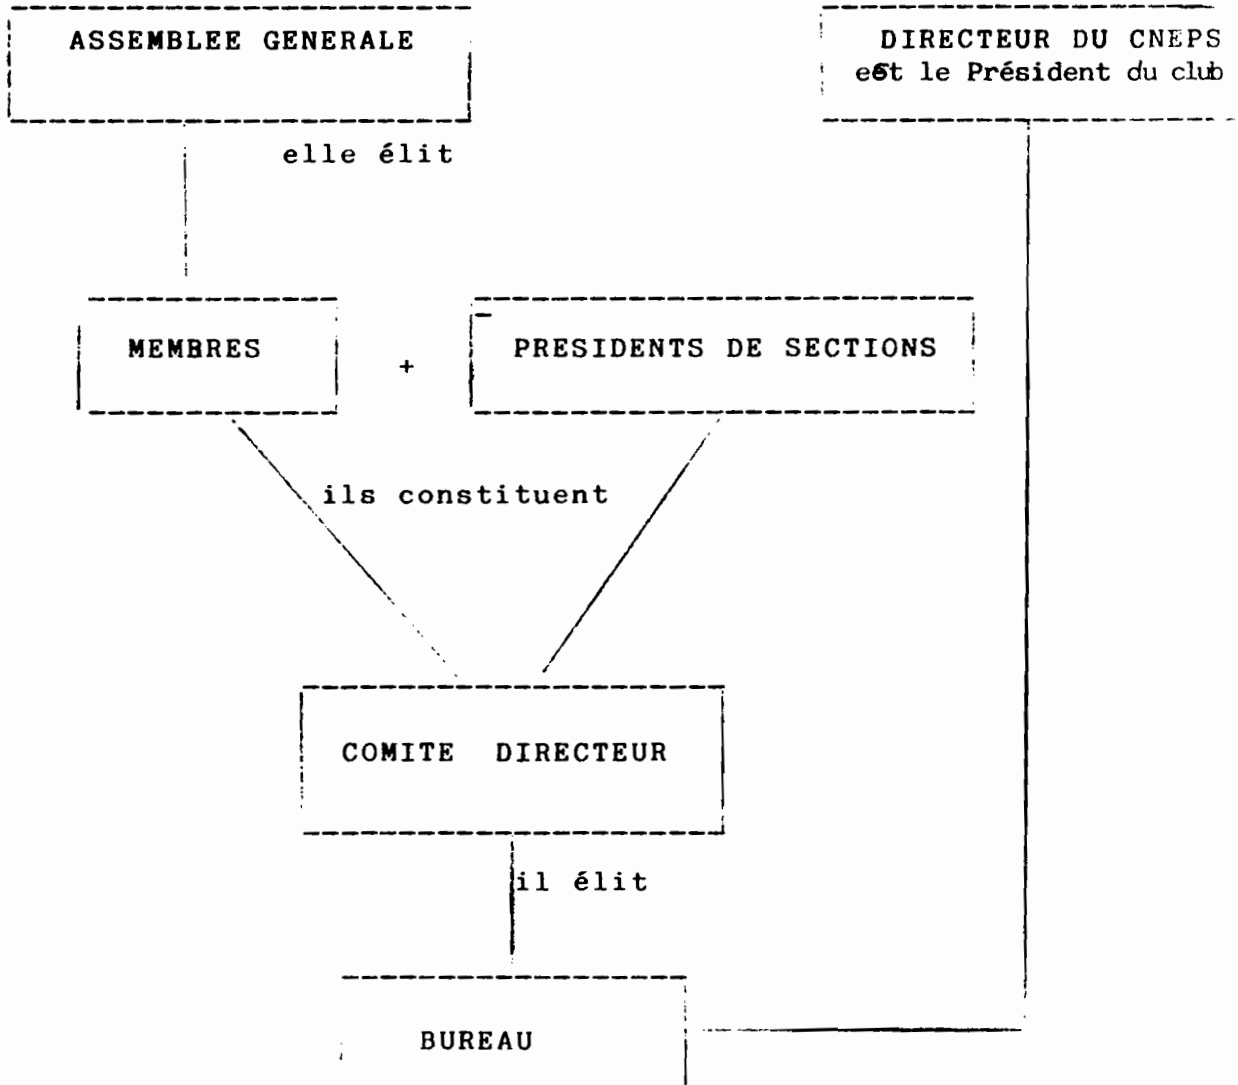 ASSEMBLEE GENERALE
DIRECTEUR DU CNEPS
est le Président du club
elle élit
MEMBRES
+
PRESIDENTS DE SECTIONS
ils constituent
COMITE DIRECTEUR
il élit
BUREAU